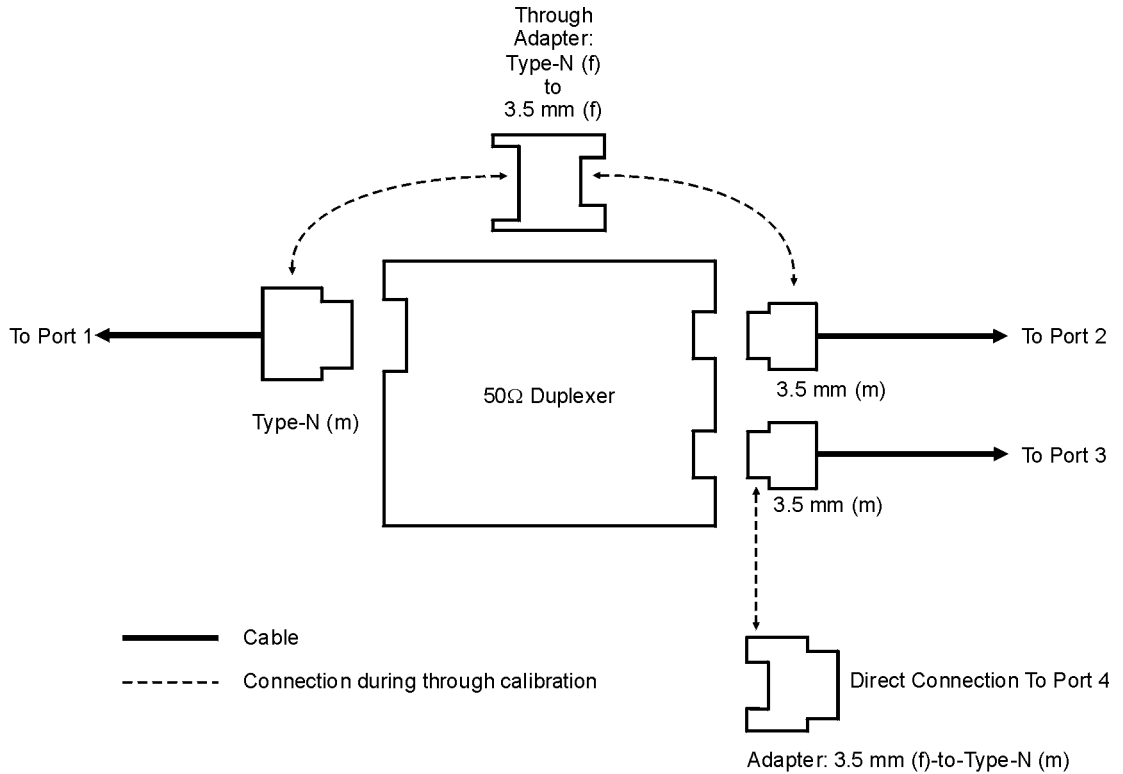 Through
Adapter:
Type-N (f)
to
3.5 mm (f)
To Port 1
To Port 2
50Ω Duplexer
3.5 mm (m)
Type-N (m)
To Port 3
3.5 mm (m)
Cable
Connection during through calibration
Direct Connection To Port 4
Adapter: 3.5 mm (f)-to-Type-N (m)